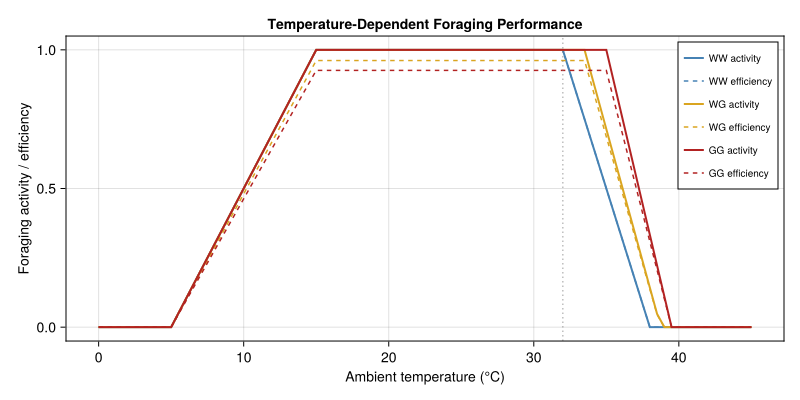 Temperature-Dependent Foraging Performance
Foraging activity / efficiency
1.0
0.5
0.0
WW activity
WW efficiency
WG activity
WG efficiency
GG activity
GG efficiency
0 10 20 30 40
Ambient temperature (°C)